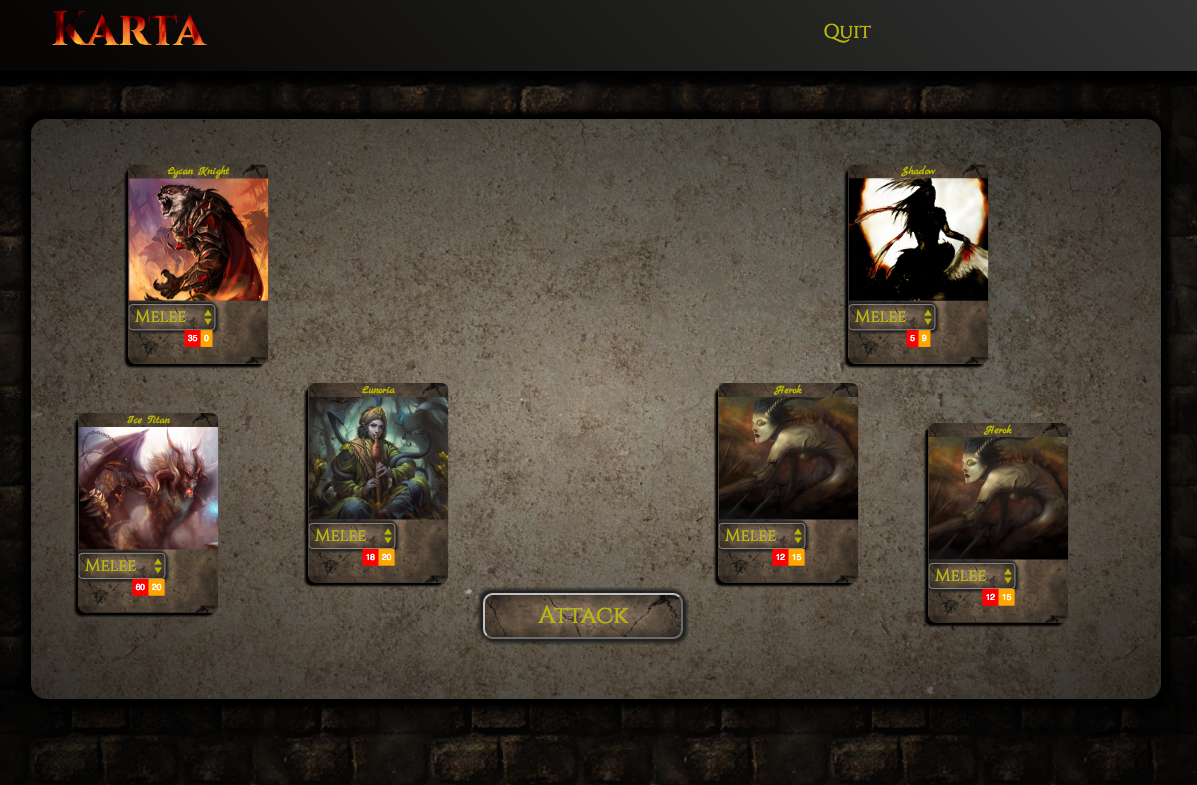 Karta
Quit
Lycan Knight
Melee
35 0
Shadow
Melee
5 9
Ice Titan
Melee
60 20
Lunoria
Melee
18 20
Herok
Melee
12 15
Herok
Melee
12 15
Attack